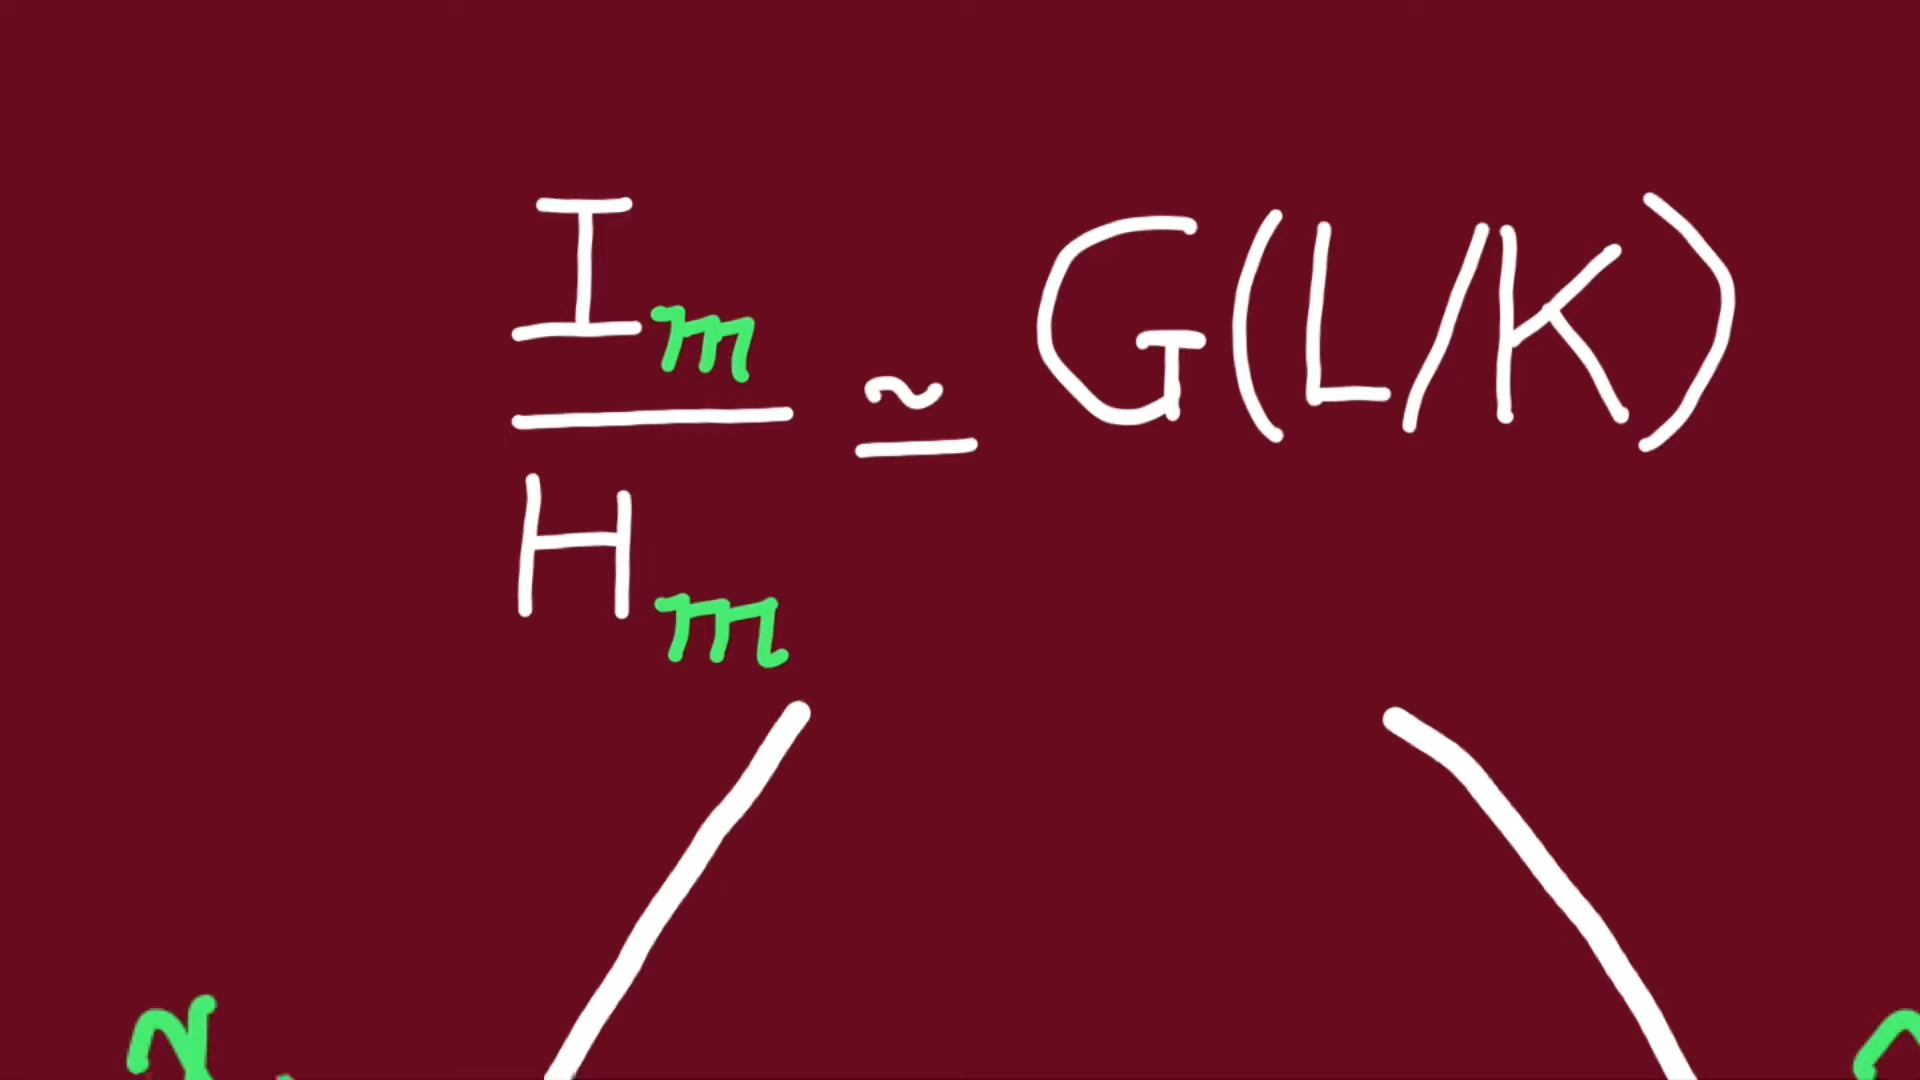 I_m / H_m ≃ G(L/K)